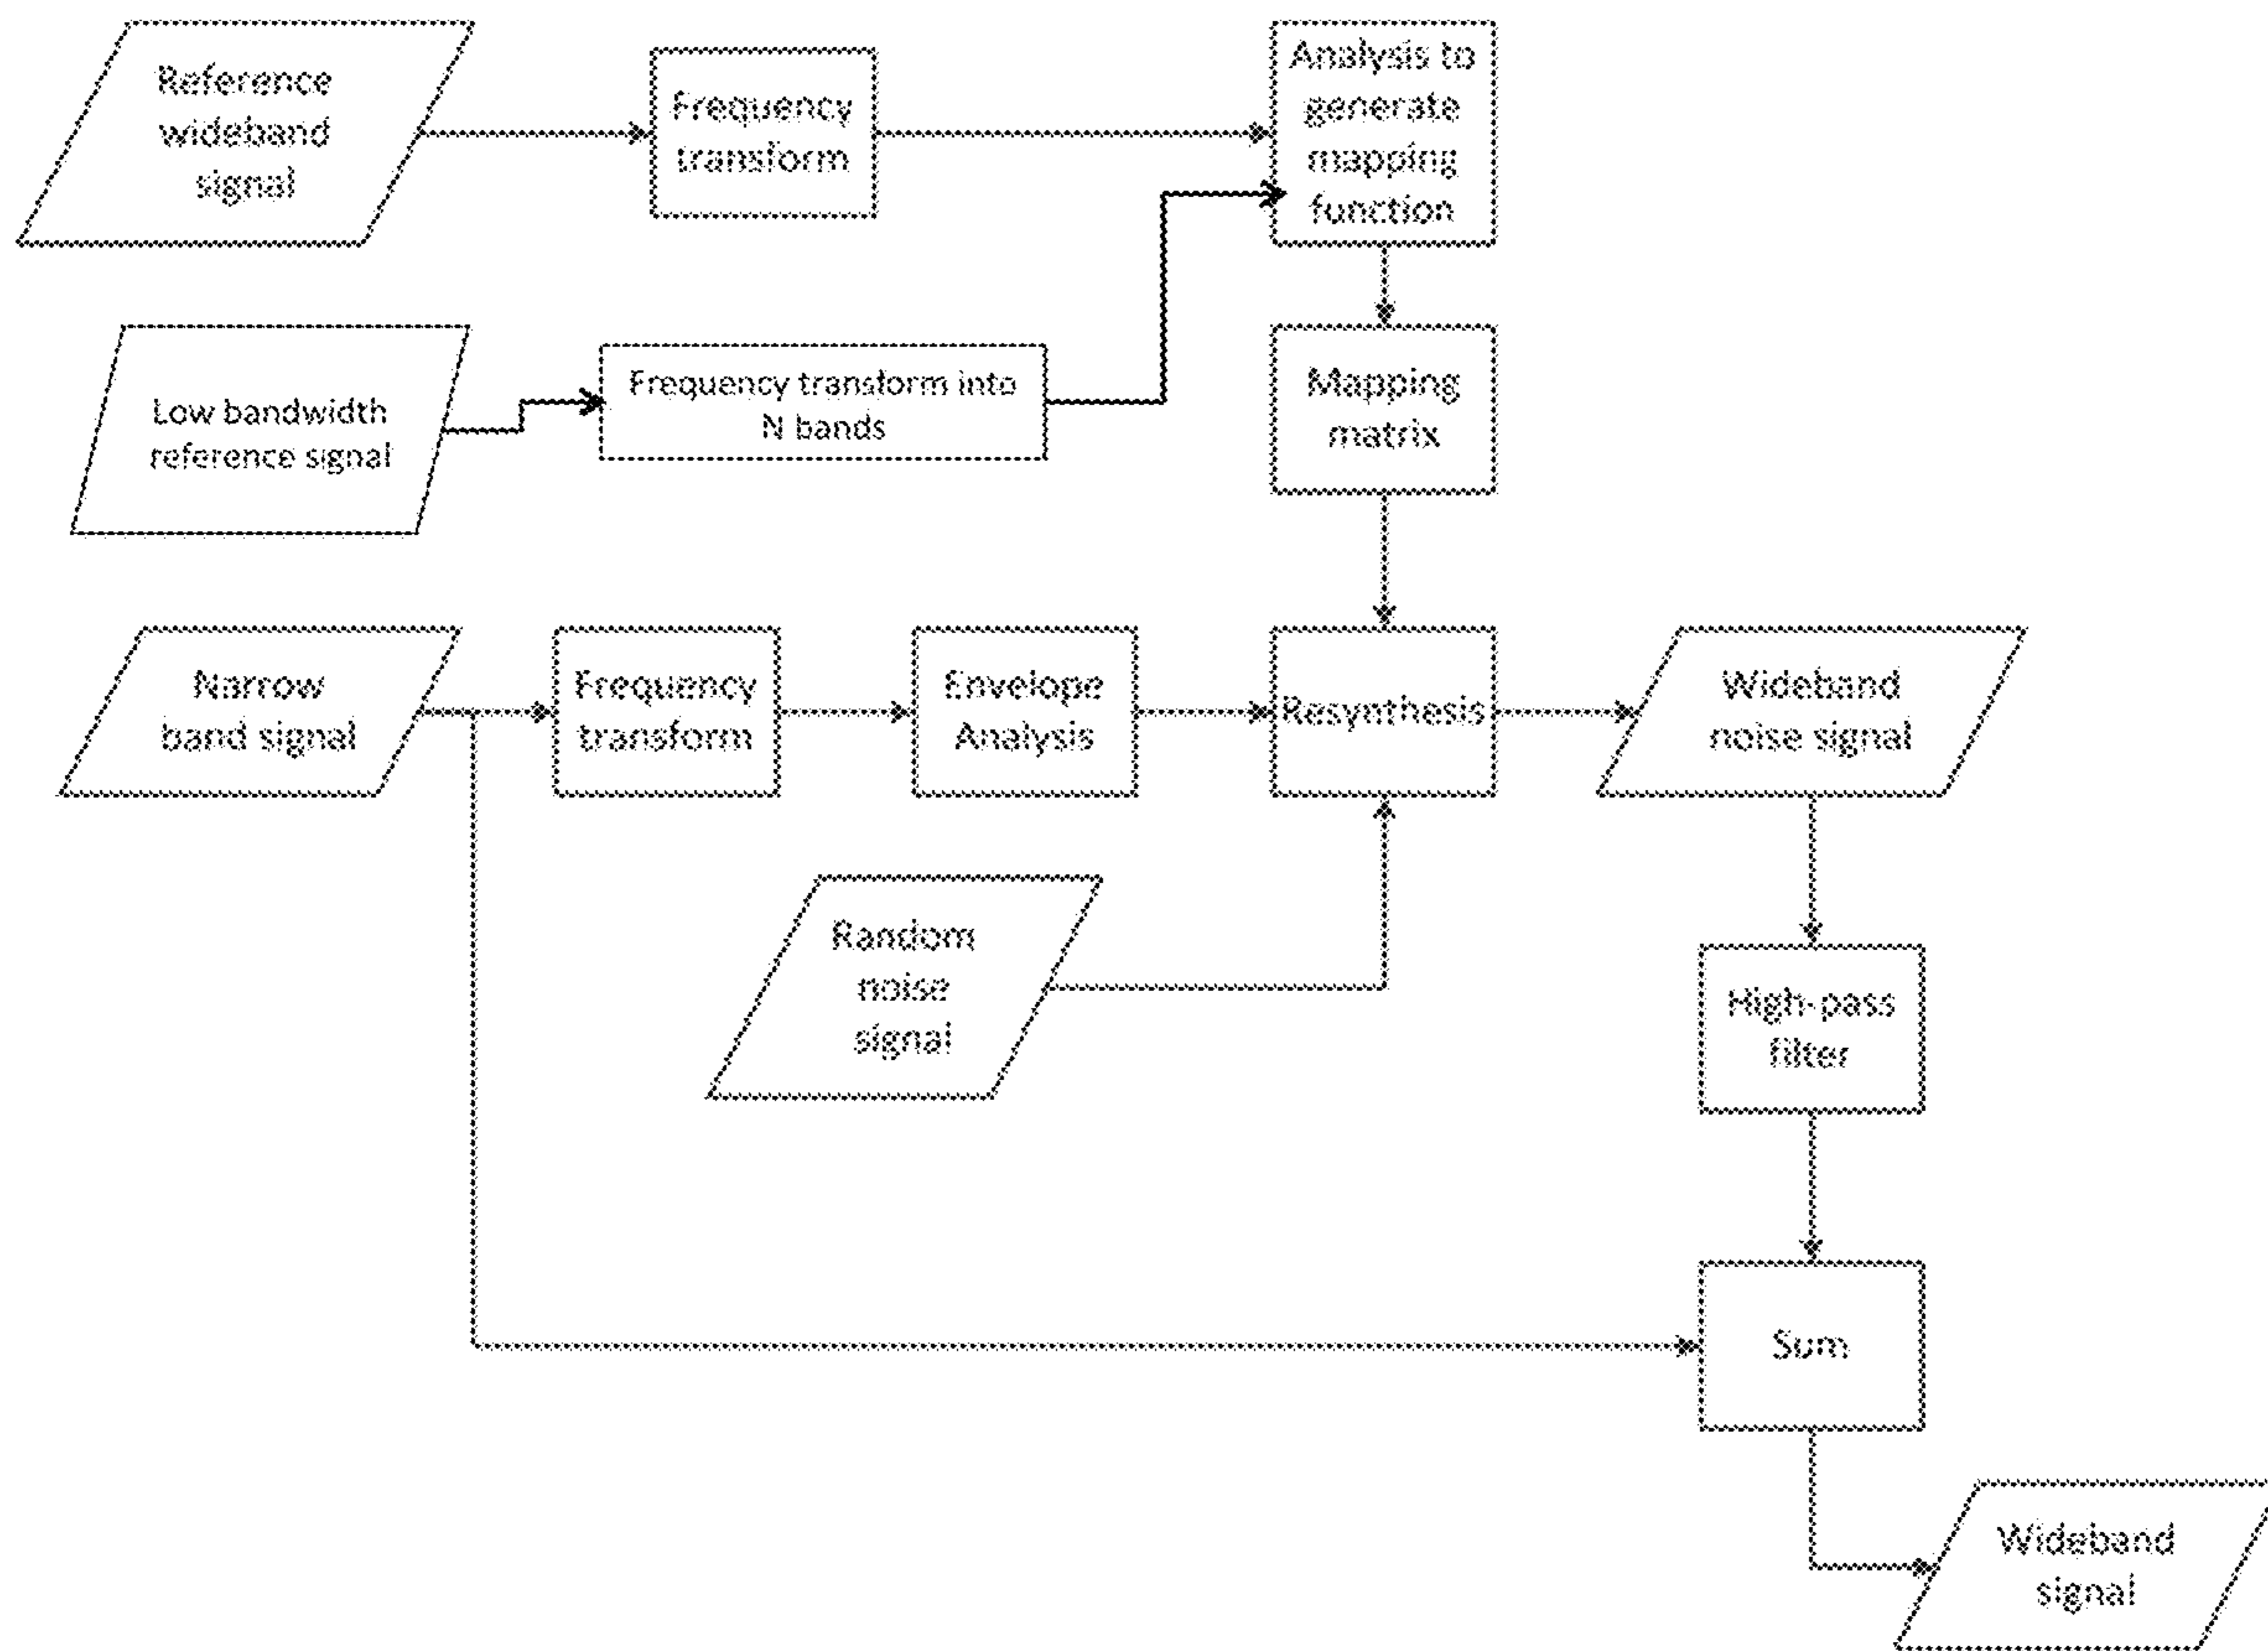 Reference
wideband
signal
Frequency
transform
Analysis to
generate
mapping
function
Low bandwidth
reference signal
Frequency transform into
N bands
Mapping
matrix
Narrow
band signal
Frequency
transform
Envelope
Analysis
Resynthesis
Wideband
noise signal
Random
noise
signal
High-pass
filter
Sum
Wideband
signal